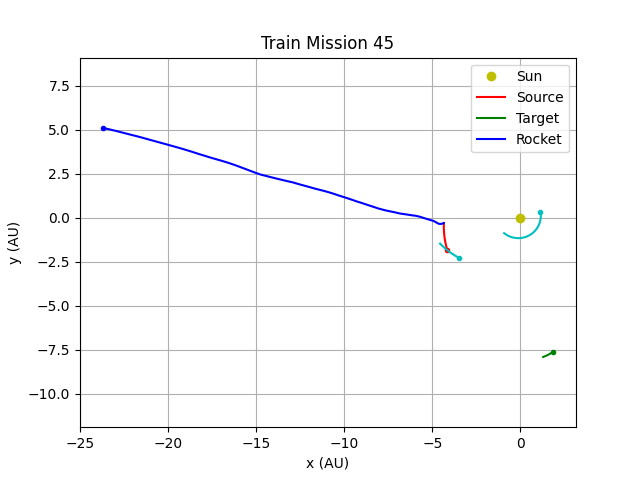 Train Mission 45
Sun
Source
Target
Rocket
7.5
5.0
2.5
0.0
−2.5
−5.0
−7.5
−10.0
y (AU)
−25 −20 −15 −10 −5 0
x (AU)